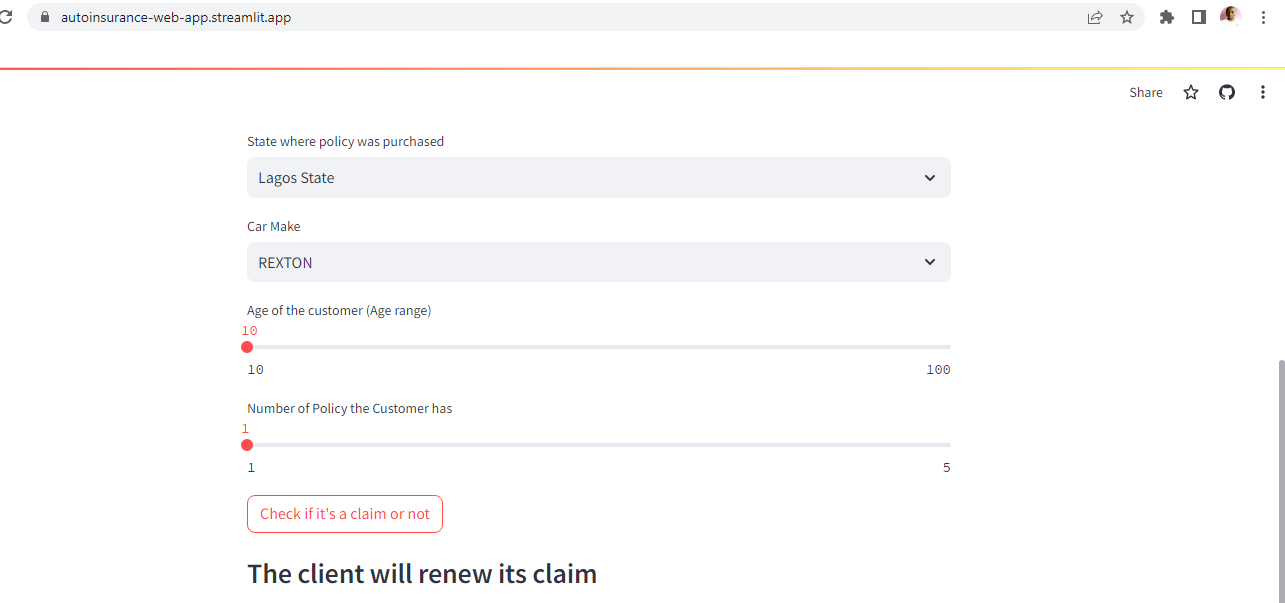 autoinsurance-web-app.streamlit.app
Share
State where policy was purchased
Lagos State
Car Make
REXTON
Age of the customer (Age range)
10
10 100
Number of Policy the Customer has
1
1 5
Check if it's a claim or not
The client will renew its claim